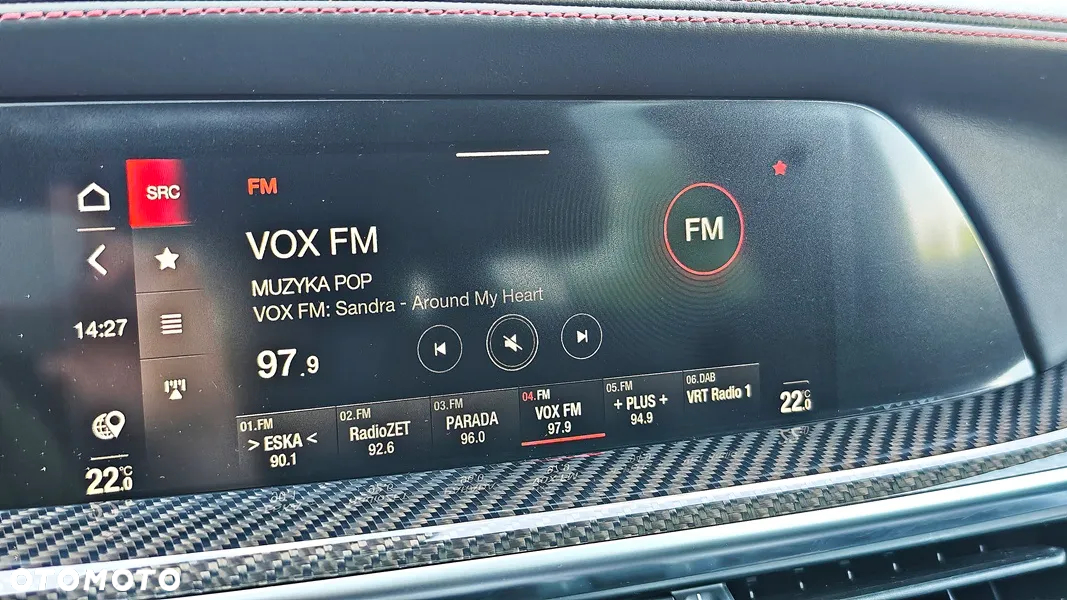 SRC
FM
VOX FM
MUZYKA POP
VOX FM: Sandra - Around My Heart
FM
14:27
97.9
01.FM
> ESKA <
90.1
02.FM
RadioZET
92.6
03.FM
PARADA
96.0
04.FM
VOX FM
97.9
05.FM
+ PLUS +
94.9
06.DAB
VRT Radio 1
22.0 °C
22.0 °C
OTOMOTO